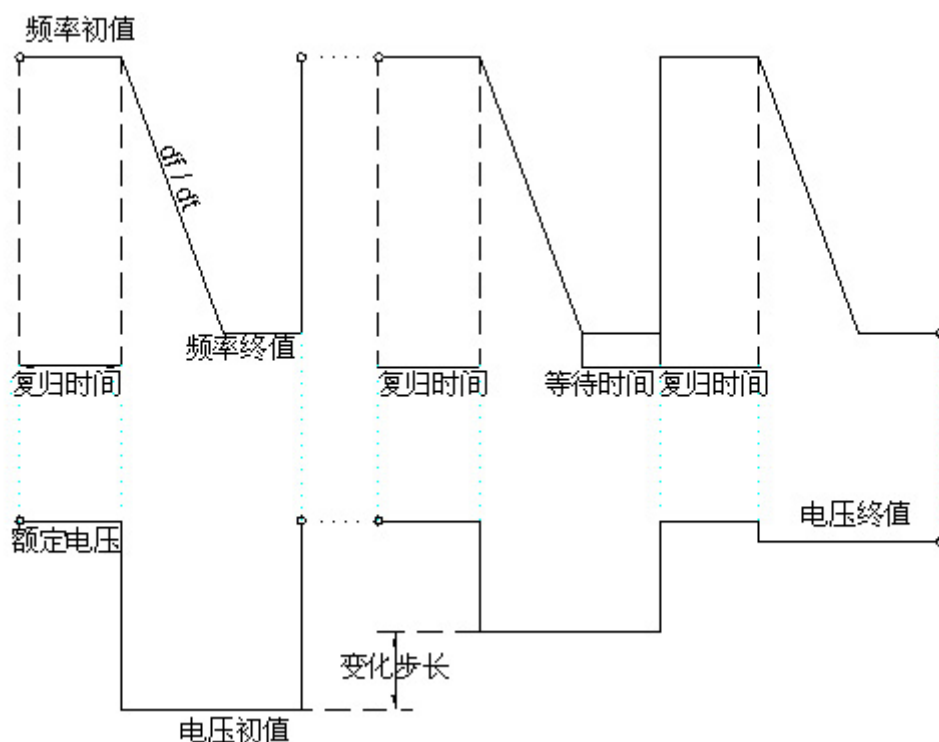 频率初值
df / dt
频率终值
复归时间
复归时间
等待时间
复归时间
额定电压
电压终值
变化步长
电压初值